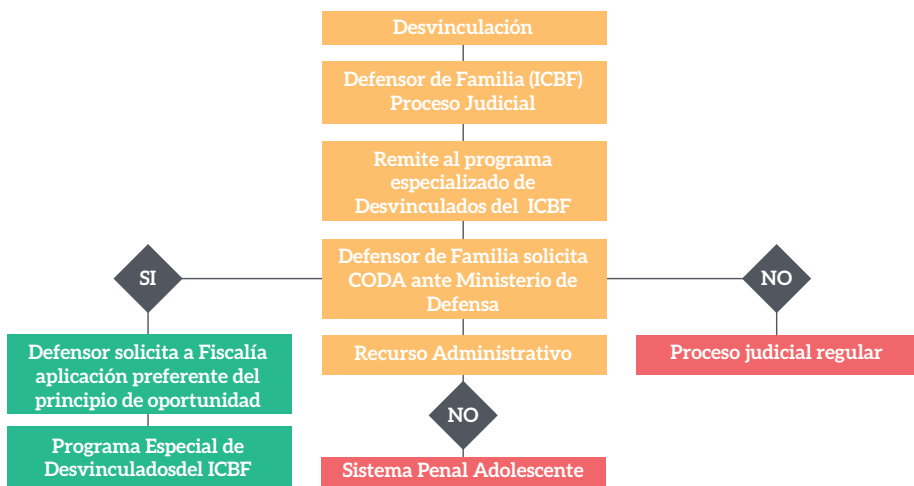 Desvinculación
Defensor de Familia (ICBF)
Proceso Judicial
Remite al programa
especializado de
Desvinculados del ICBF
Defensor de Familia solicita
CODA ante Ministerio de
Defensa
SI
NO
Defensor solicita a Fiscalía
aplicación preferente del
principio de oportunidad
Recurso Administrativo
Proceso judicial regular
NO
Programa Especial de
Desvinculadosdel ICBF
Sistema Penal Adolescente